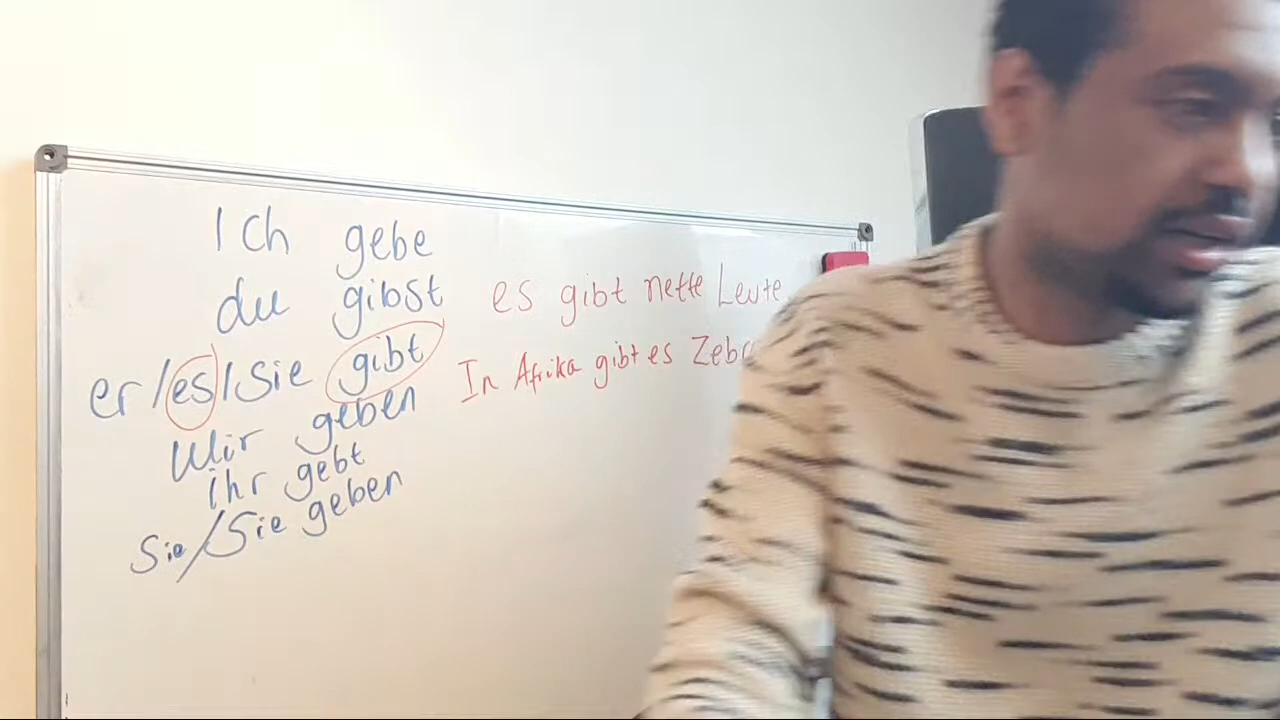 Ich gebe
du gibst
er/es/sie gibt
Wir geben
ihr gebt
Sie/Sie geben
es gibt nette Leute
In Afrika gibt es